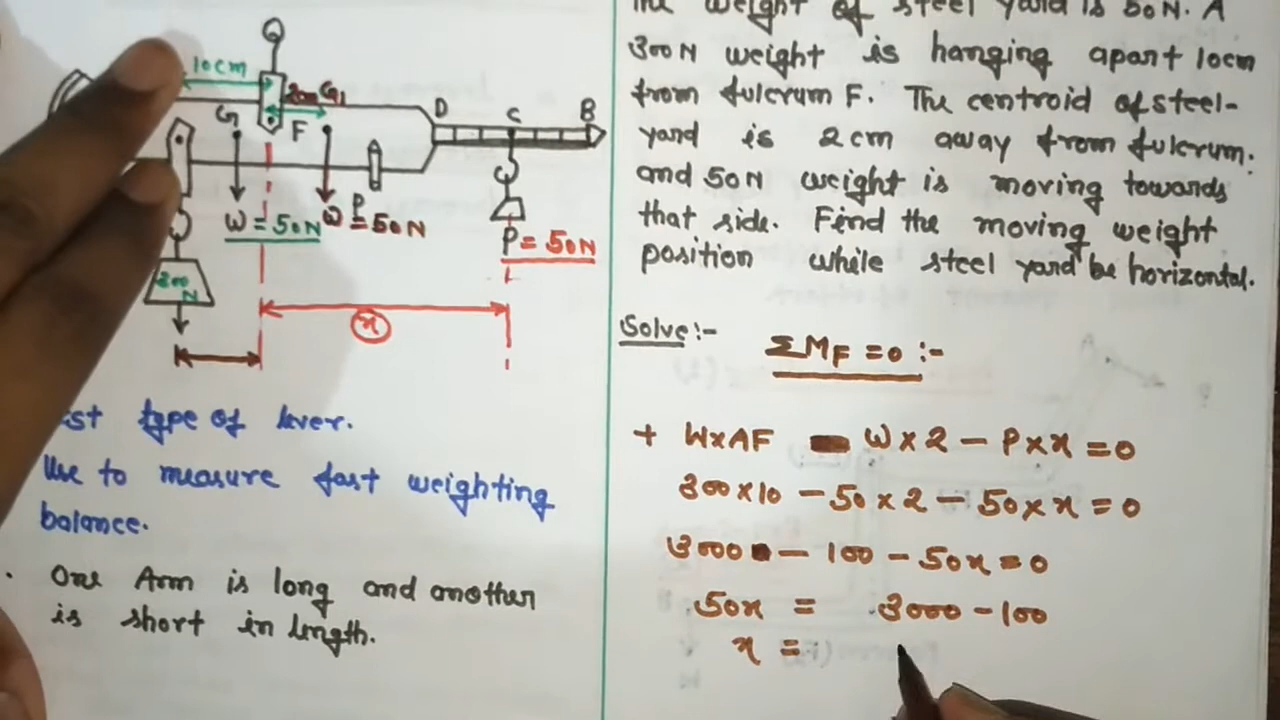 10cm
2cm G1
G F
D C B
W = 50N
W
P = 50N
P = 50N
300 N
x
type of lever.
Use to measure fast weighting
balance.
One Arm is long and another
is short in length.
The weight of steel yard is 50N. A
300N weight is hanging apart 10cm
from fulcrum F. The centroid of steel-
yard is 2cm away from fulcrum.
and 50N weight is moving towards
that side. Find the moving weight
position while steel yard be horizontal.
Solve:-
ΣMF = 0 :-
+ W×AF - W×2 - P×x = 0
300×10 - 50×2 - 50×x = 0
3000 - 100 - 50x = 0
50x = 3000 - 100
x =